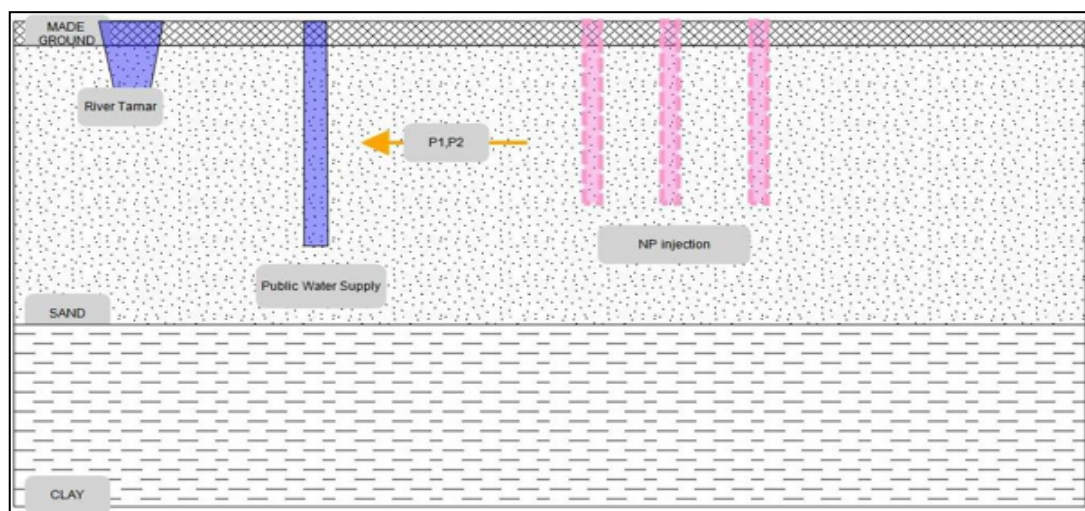 MADE
GROUND
River Tamar
P1,P2
NP injection
Public Water Supply
SAND
CLAY